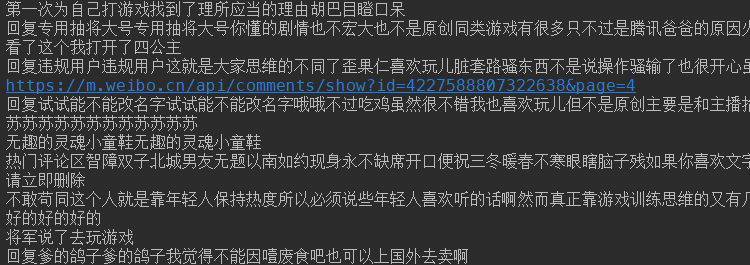 第一次为自己打游戏找到了理所应当的理由胡巴目瞪口呆
回复专用抽将大号专用抽将大号你懂的剧情也不宏大也不是原创同类游戏有很多只不过是腾讯爸爸的原因火
看了这个我打开了四公主
回复违规用户违规用户这就是大家思维的不同了歪果仁喜欢玩儿脏套路骚东西不是说操作骚输了也很开心虽
https://m.weibo.cn/api/comments/show?id=4227588807322638&page=4
回复试试能不能改名字试试能不能改名字哦哦不过吃鸡虽然很不错我也喜欢玩儿但不是原创主要是和主播拍
苏苏苏苏苏苏苏苏苏苏苏苏
无趣的灵魂小童鞋无趣的灵魂小童鞋
热门评论区智障双子北城男友无题以南如约现身永不缺席开口便祝三冬暖春不寒眼瞎脑子残如果你喜欢文字
请立即删除
不敢苟同这个人就是靠年轻人保持热度所以必须说些年轻人喜欢听的话啊然而真正靠游戏训练思维的又有几
好的好的好的
将军说了去玩游戏
回复爹的鸽子爹的鸽子我觉得不能因噎废食吧也可以上国外去卖啊